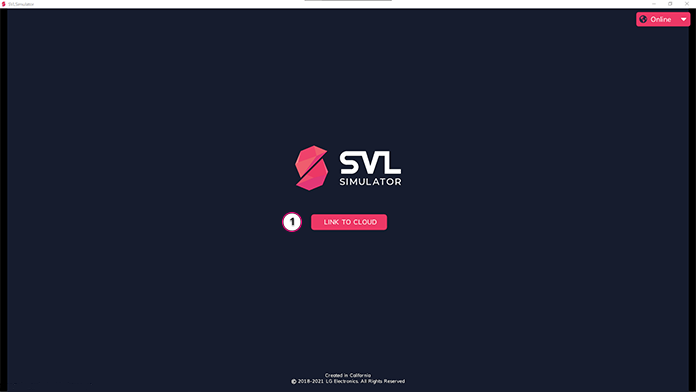 SVLSimulator
Online
SVL
SIMULATOR
1
LINK TO CLOUD
Created in California
© 2018-2021 LG Electronics. All Rights Reserved